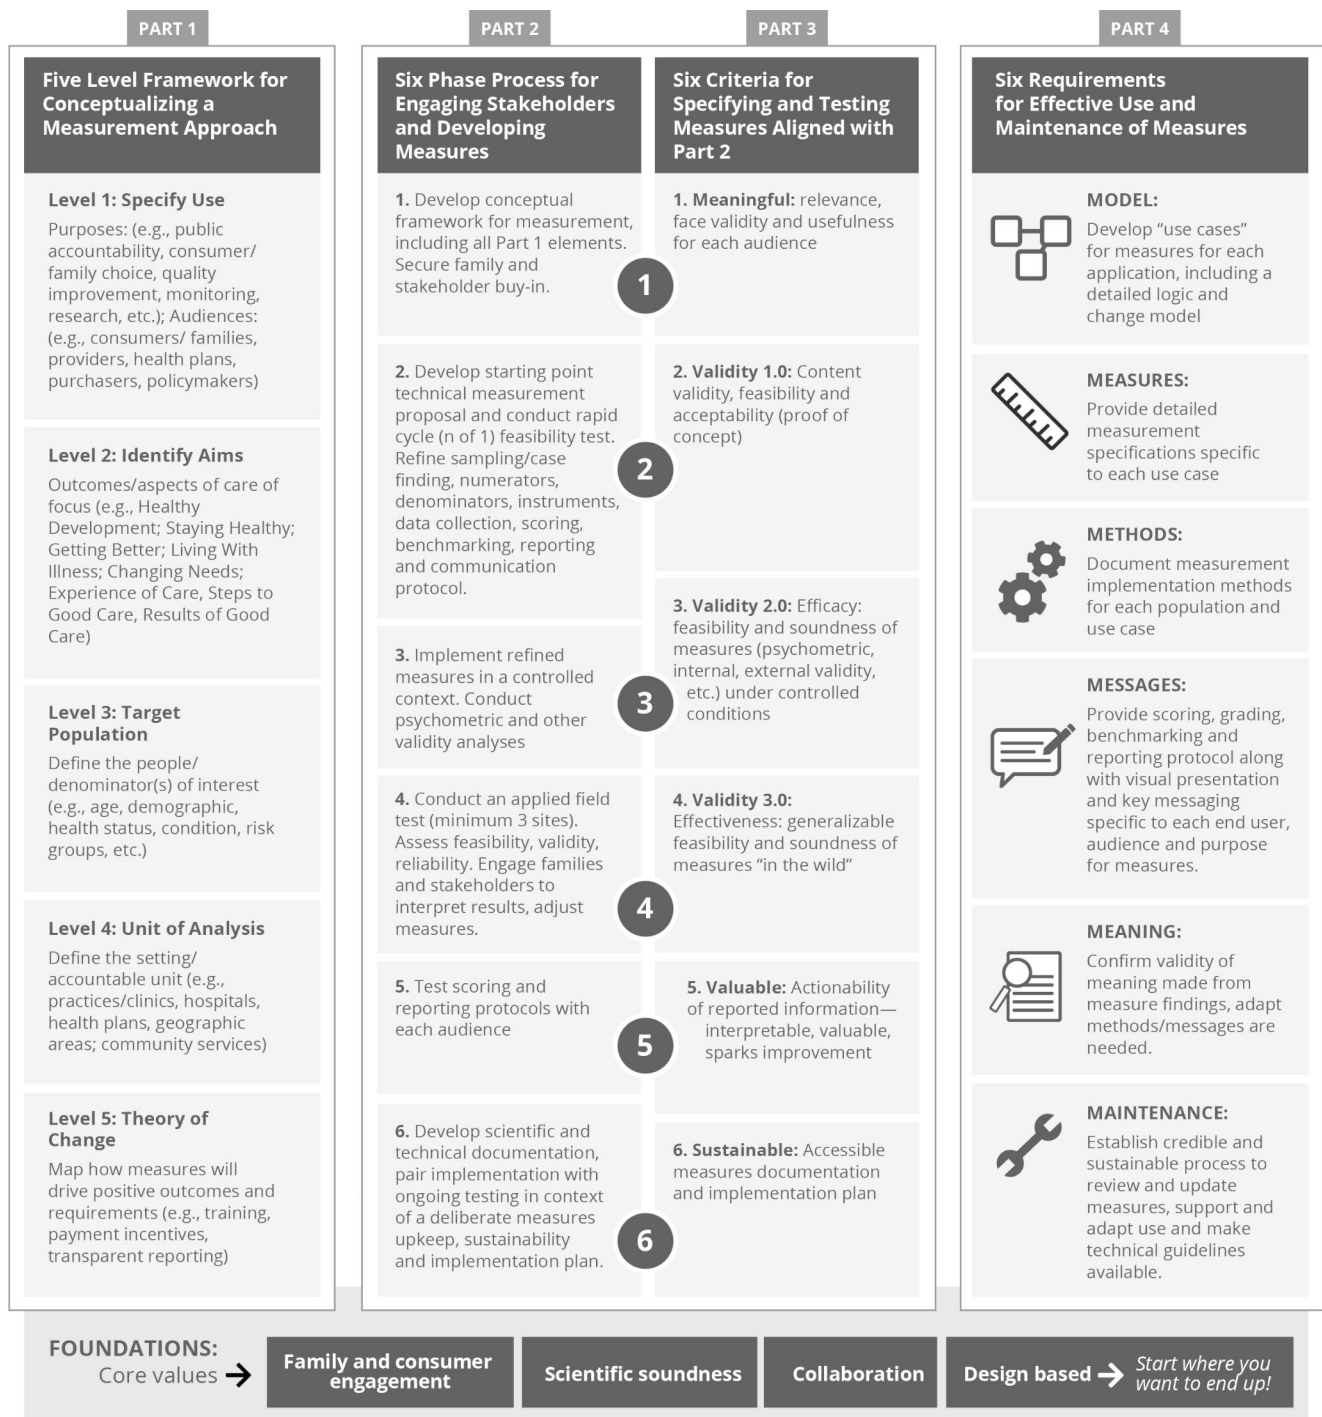 PART 1
Five Level Framework for
Conceptualizing a
Measurement Approach
Level 1: Specify Use
Purposes: (e.g., public
accountability, consumer/
family choice, quality
improvement, monitoring,
research, etc.); Audiences:
(e.g., consumers/ families,
providers, health plans,
purchasers, policymakers)
Level 2: Identify Aims
Outcomes/aspects of care of
focus (e.g., Healthy
Development; Staying Healthy;
Getting Better; Living With
Illness; Changing Needs;
Experience of Care, Steps to
Good Care, Results of Good
Care)
Level 3: Target
Population
Define the people/
denominator(s) of interest
(e.g., age, demographic,
health status, condition, risk
groups, etc.)
Level 4: Unit of Analysis
Define the setting/
accountable unit (e.g.,
practices/clinics, hospitals,
health plans, geographic
areas; community services)
Level 5: Theory of
Change
Map how measures will
drive positive outcomes and
requirements (e.g., training,
payment incentives,
transparent reporting)
PART 2
Six Phase Process for
Engaging Stakeholders
and Developing
Measures
1. Develop conceptual
framework for measurement,
including all Part 1 elements.
Secure family and
stakeholder buy-in.
2. Develop starting point
technical measurement
proposal and conduct rapid
cycle (n of 1) feasibility test.
Refine sampling/case
finding, numerators,
denominators, instruments,
data collection, scoring,
benchmarking, reporting
and communication
protocol.
3. Implement refined
measures in a controlled
context. Conduct
psychometric and other
validity analyses
4. Conduct an applied field
test (minimum 3 sites).
Assess feasibility, validity,
reliability. Engage families
and stakeholders to
interpret results, adjust
measures.
5. Test scoring and
reporting protocols with
each audience
6. Develop scientific and
technical documentation,
pair implementation with
ongoing testing in context
of a deliberate measures
upkeep, sustainability
and implementation plan.
1
2
3
4
5
6
PART 3
Six Criteria for
Specifying and Testing
Measures Aligned with
Part 2
1. Meaningful: relevance,
face validity and usefulness
for each audience
2. Validity 1.0: Content
validity, feasibility and
acceptability (proof of
concept)
3. Validity 2.0: Efficacy:
feasibility and soundness of
measures (psychometric,
internal, external validity,
etc.) under controlled
conditions
4. Validity 3.0:
Effectiveness: generalizable
feasibility and soundness of
measures “in the wild”
5. Valuable: Actionability
of reported information—
interpretable, valuable,
sparks improvement
6. Sustainable: Accessible
measures documentation
and implementation plan
PART 4
Six Requirements
for Effective Use and
Maintenance of Measures
MODEL:
Develop “use cases”
for measures for each
application, including a
detailed logic and
change model
MEASURES:
Provide detailed
measurement
specifications specific
to each use case
METHODS:
Document measurement
implementation methods
for each population and
use case
MESSAGES:
Provide scoring, grading,
benchmarking and
reporting protocol along
with visual presentation
and key messaging
specific to each end user,
audience and purpose
for measures.
MEANING:
Confirm validity of
meaning made from
measure findings, adapt
methods/messages are
needed.
MAINTENANCE:
Establish credible and
sustainable process to
review and update
measures, support and
adapt use and make
technical guidelines
available.
FOUNDATIONS:
Core values
Family and consumer
engagement
Scientific soundness
Collaboration
Design based
Start where you
want to end up!